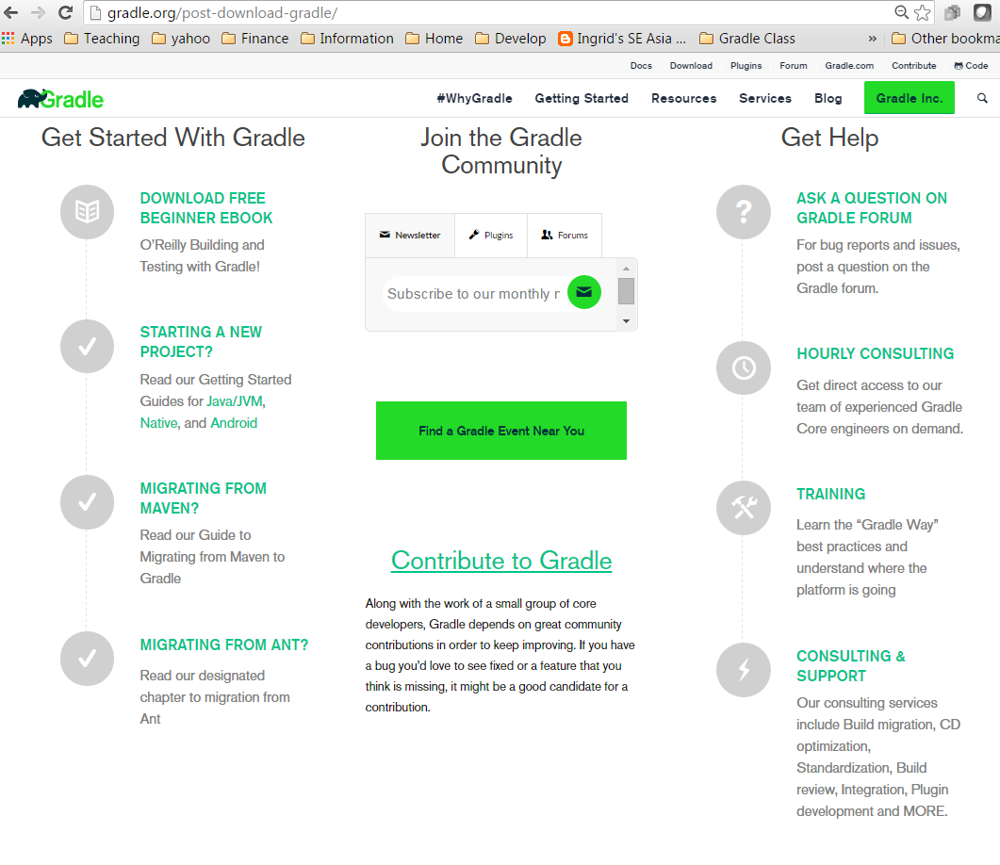 gradle.org/post-download-gradle/
Apps Teaching yahoo Finance Information Home Develop Ingrid's SE Asia ... Gradle Class » Other bookma
Docs Download Plugins Forum Gradle.com Contribute Code
Gradle #WhyGradle Getting Started Resources Services Blog Gradle Inc.
Get Started With Gradle
DOWNLOAD FREE
BEGINNER EBOOK
O'Reilly Building and
Testing with Gradle!
STARTING A NEW
PROJECT?
Read our Getting Started
Guides for Java/JVM,
Native, and Android
MIGRATING FROM
MAVEN?
Read our Guide to
Migrating from Maven to
Gradle
MIGRATING FROM ANT?
Read our designated
chapter to migration from
Ant
Join the Gradle
Community
Newsletter Plugins Forums
Subscribe to our monthly r
Find a Gradle Event Near You
Contribute to Gradle
Along with the work of a small group of core
developers, Gradle depends on great community
contributions in order to keep improving. If you have
a bug you'd love to see fixed or a feature that you
think is missing, it might be a good candidate for a
contribution.
Get Help
?
ASK A QUESTION ON
GRADLE FORUM
For bug reports and issues,
post a question on the
Gradle forum.
HOURLY CONSULTING
Get direct access to our
team of experienced Gradle
Core engineers on demand.
TRAINING
Learn the “Gradle Way”
best practices and
understand where the
platform is going
CONSULTING &
SUPPORT
Our consulting services
include Build migration, CD
optimization,
Standardization, Build
review, Integration, Plugin
development and MORE.